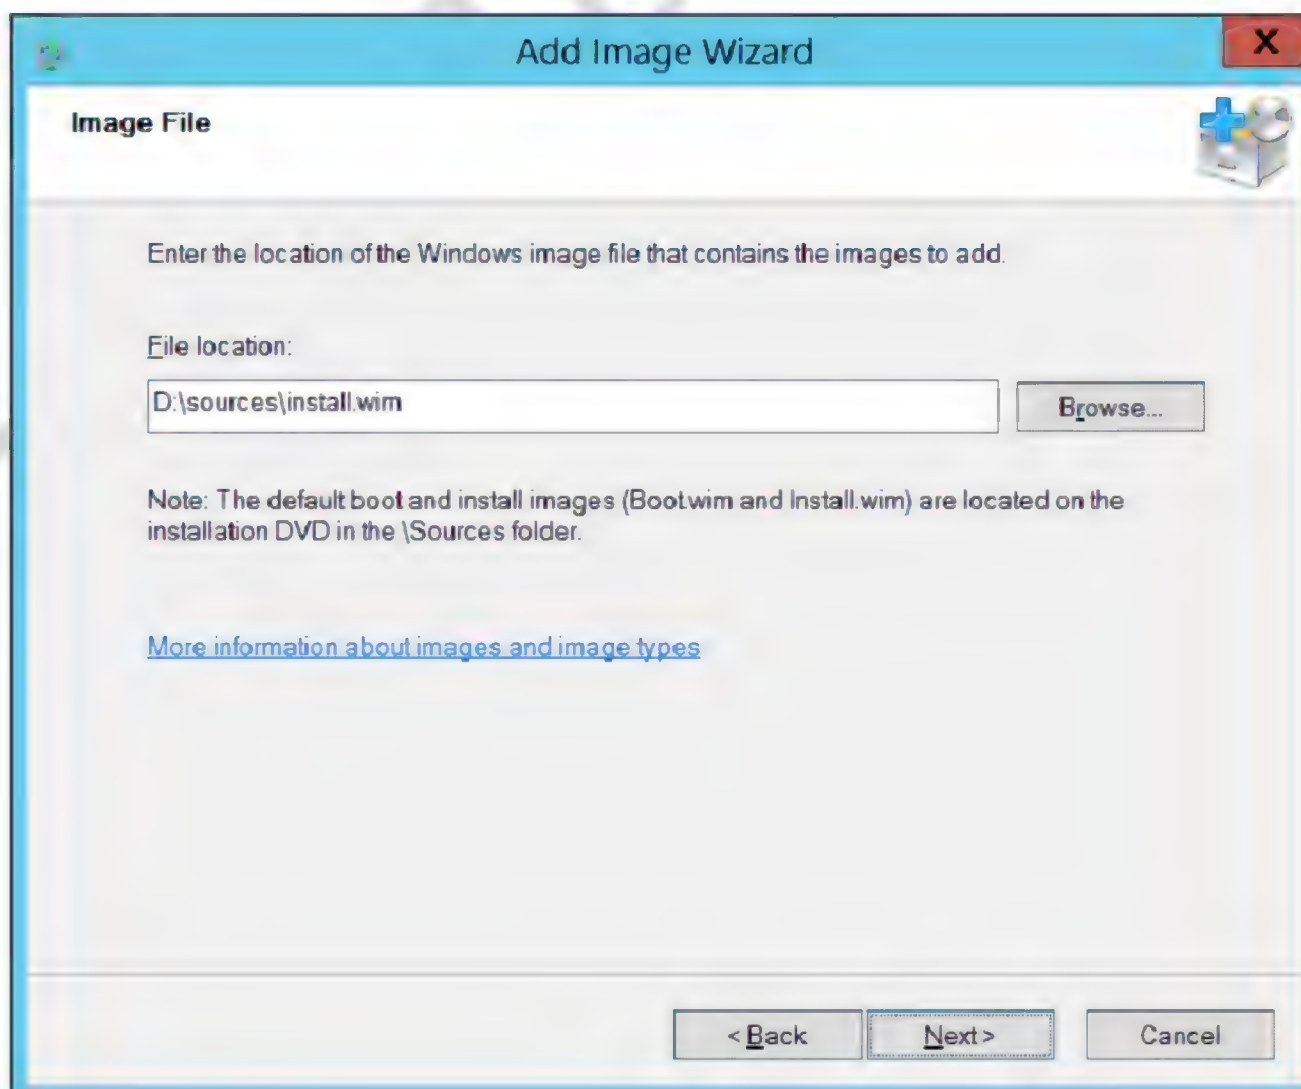 Add Image Wizard
X
Image File
Enter the location of the Windows image file that contains the images to add.
File location:
D:\sources\install.wim
Browse...
Note: The default boot and install images (Boot.wim and Install.wim) are located on the
installation DVD in the \Sources folder.
More information about images and image types
< Back
Next >
Cancel